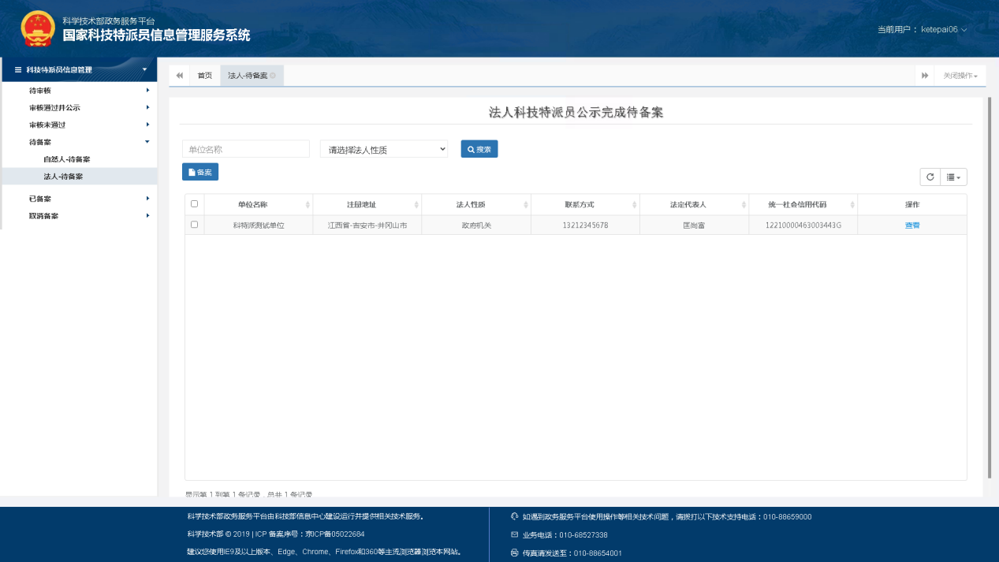 科学技术部政务服务平台
国家科技特派员信息管理服务系统
当前用户： ketepai06
科技特派员信息管理
首页
法人-待备案
关闭操作
待审核
审核通过并公示
审核未通过
待备案
自然人-待备案
法人-待备案
已备案
取消备案
法人科技特派员公示完成待备案
单位名称
请选择法人性质
搜索
备案
单位名称 注册地址 法人性质 联系方式 法定代表人 统一社会信用代码 操作
科特派测试单位 江西省-吉安市-井冈山市 政府机关 13212345678 匡尚富 12210000463003443G 查看
显示第 1 到第 1 条记录，总共 1 条记录
科学技术部政务服务平台由科技部信息中心建设运行并提供相关技术服务。
科学技术部 © 2019 | ICP 备案序号：京ICP备05022684
建议您使用IE9及以上版本、Edge、Chrome、Firefox和360等主流浏览器浏览本网站。
如遇到政务服务平台使用操作等相关技术问题，请拨打以下技术支持电话：010-88659000
业务电话：010-68527338
传真请发送至：010-88654001